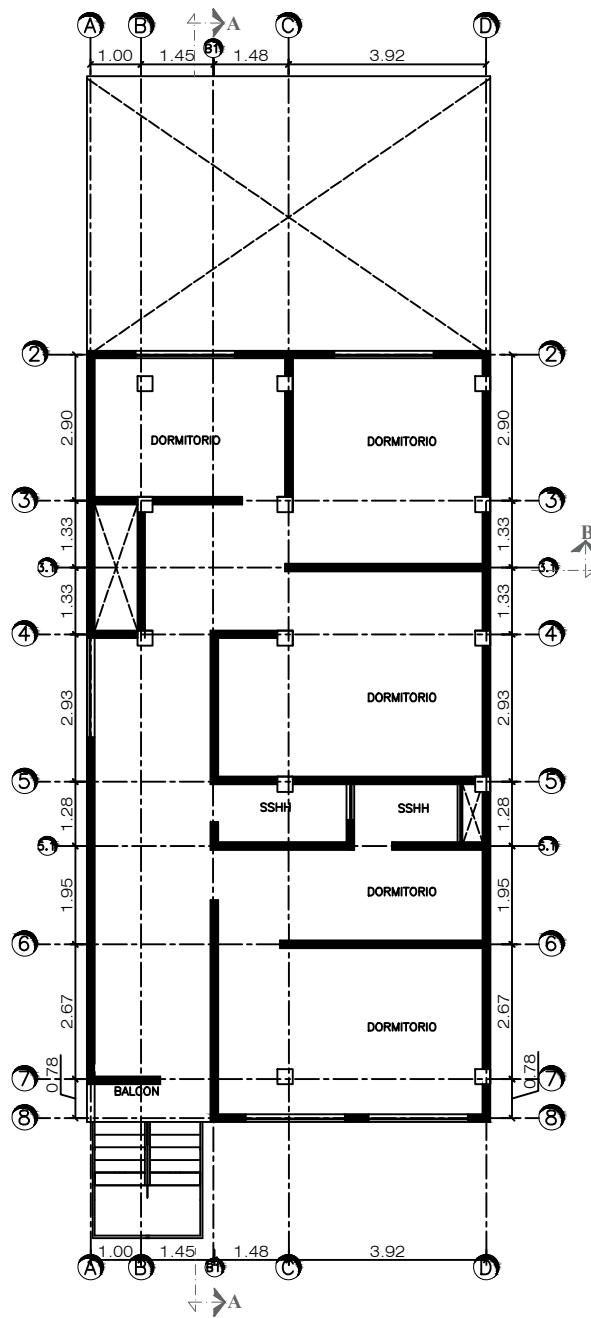 A
A B B1 C D
1.00 1.45 1.48 3.92
2 2
2.90 2.90
DORMITORIO DORMITORIO
3 3
1.33 1.33
B
3.1 3.1
1.33 1.33
4 4
2.93 2.93
DORMITORIO
5 5
1.28 SSHH SSHH 1.28
5.1 5.1
1.95 DORMITORIO 1.95
6 6
2.67 DORMITORIO 2.67
0.78 0.78
7 7
BALCON
8 8
1.00 1.45 1.48 3.92
A B B1 C D
A